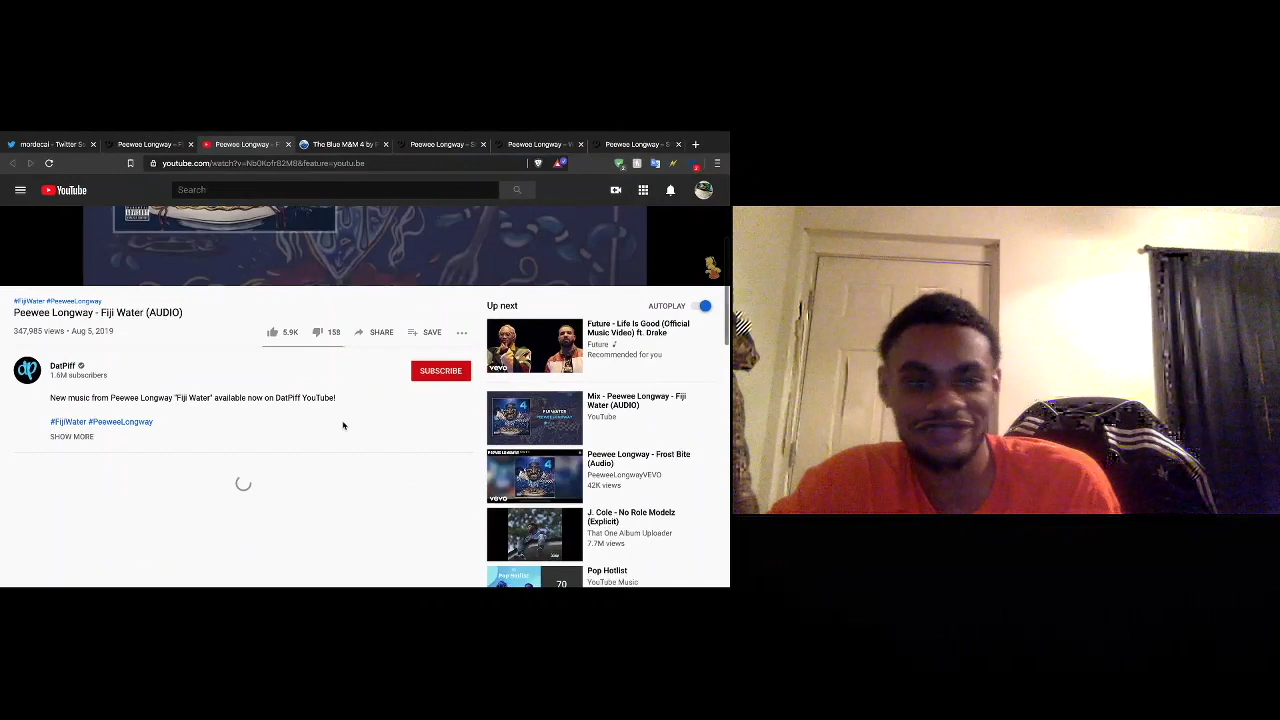 mordecai - Twitter S
Peewee Longway - F
Peewee Longway - F
The Blue M&M 4 by
Peewee Longway - S
Peewee Longway -
Peewee Longway - S
youtube.com/watch?v=Nb0Kofr82M8&feature=youtu.be
YouTube
Search
#FijiWater #PeeweeLongway
Peewee Longway - Fiji Water (AUDIO)
347,985 views • Aug 5, 2019
5.9K
158
SHARE
SAVE
DatPiff
1.6M subscribers
SUBSCRIBE
New music from Peewee Longway "Fiji Water" available now on DatPiff YouTube!
#FijiWater #PeeweeLongway
SHOW MORE
Up next
AUTOPLAY
Future - Life Is Good (Official
Music Video) ft. Drake
Future
Recommended for you
vevo
Mix - Peewee Longway - Fiji
Water (AUDIO)
YouTube
Peewee Longway - Frost Bite
(Audio)
PeeweeLongwayVEVO
42K views
vevo
J. Cole - No Role Modelz
(Explicit)
That One Album Uploader
7.7M views
Pop Hotlist
YouTube Music
Pop Hotlist
70